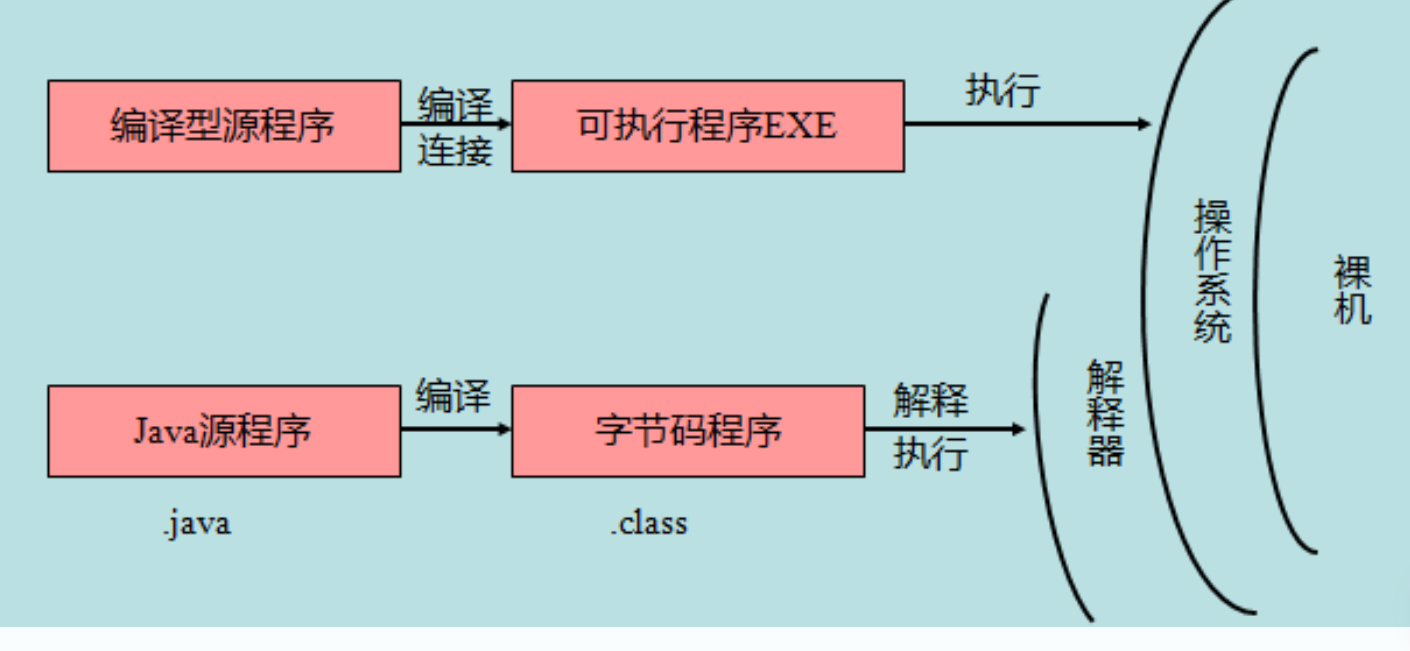 编译型源程序
编译
连接
可执行程序EXE
执行
操作系统
裸机
Java源程序
编译
字节码程序
解释
执行
解释器
.java
.class